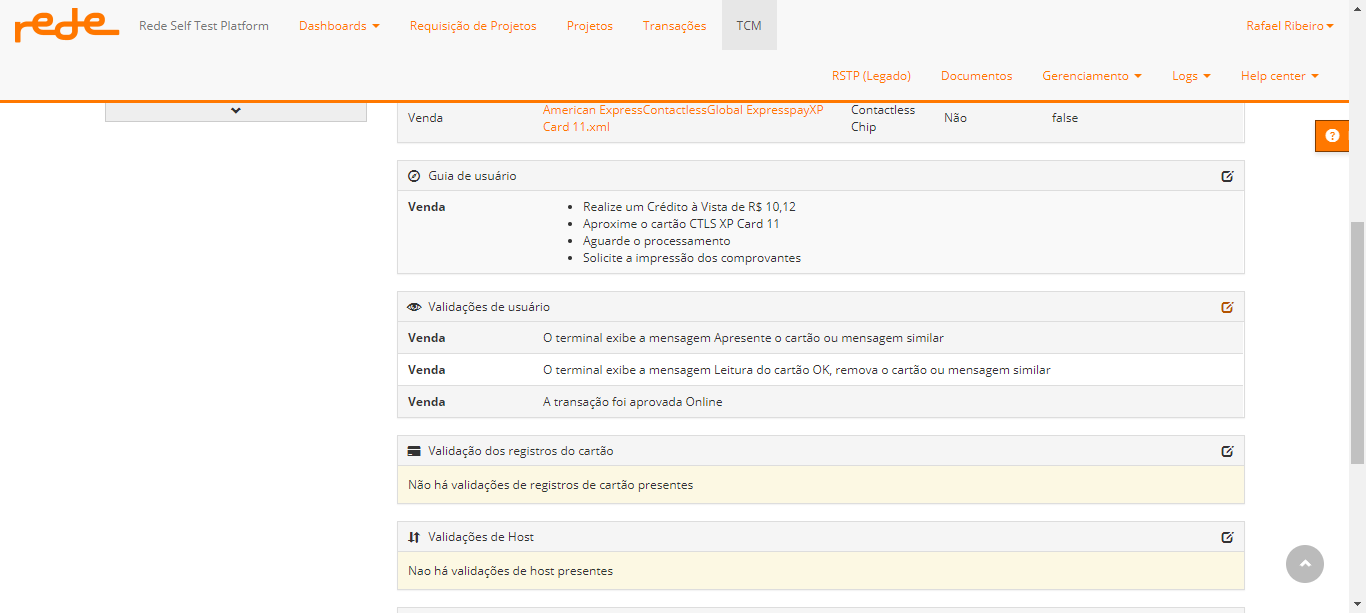 rede Rede Self Test Platform Dashboards Requisição de Projetos Projetos Transações TCM Rafael Ribeiro
RSTP (Legado) Documentos Gerenciamento Logs Help center
Venda American ExpressContactlessGlobal ExpresspayXP Card 11.xml Contactless Chip Não false
Guia de usuário
Venda
Realize um Crédito à Vista de R$ 10,12
Aproxime o cartão CTLS XP Card 11
Aguarde o processamento
Solicite a impressão dos comprovantes
Validações de usuário
Venda O terminal exibe a mensagem Apresente o cartão ou mensagem similar
Venda O terminal exibe a mensagem Leitura do cartão OK, remova o cartão ou mensagem similar
Venda A transação foi aprovada Online
Validação dos registros do cartão
Não há validações de registros de cartão presentes
Validações de Host
Nao há validações de host presentes